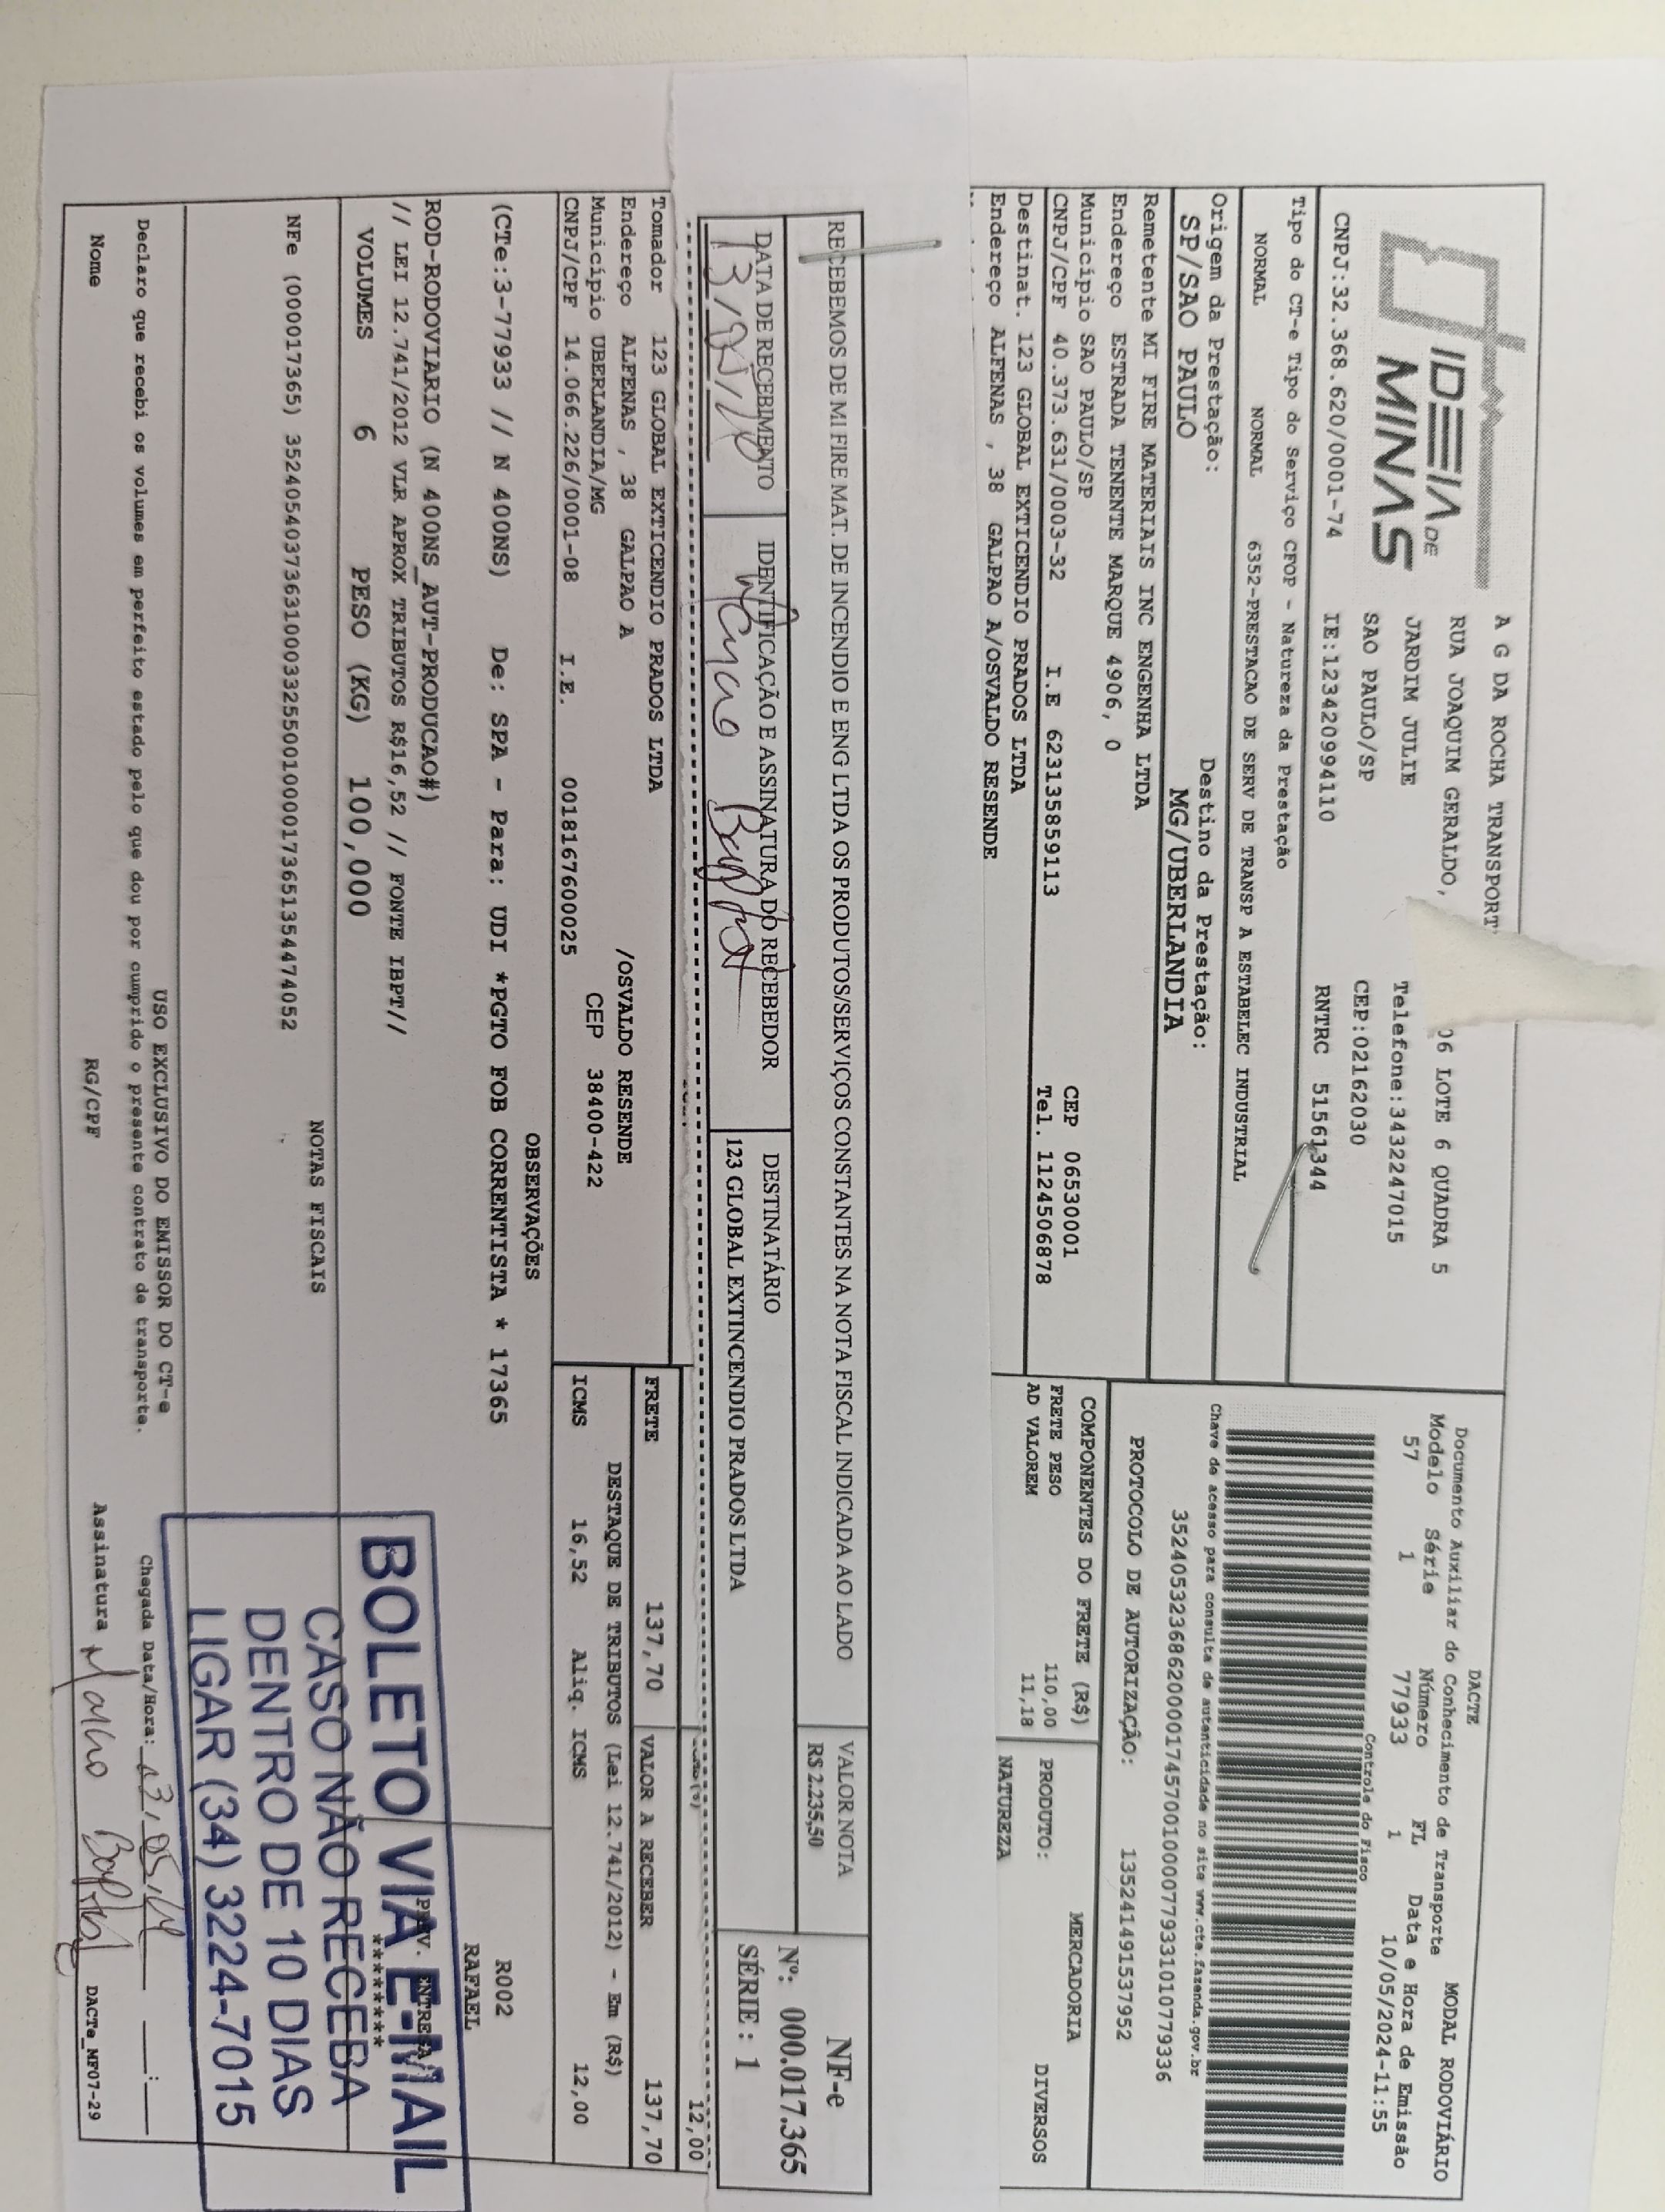 IDEIA DE
MINAS
A G DA ROCHA TRANSPORT
RUA JOAQUIM GERALDO, 06 LOTE 6 QUADRA 5
JARDIM JULIE Telefone:3432247015
SAO PAULO/SP CEP:02162030
CNPJ:32.368.620/0001-74 IE:123420994110 RNTRC 51561344
Tipo do CT-e Tipo do Serviço CFOP - Natureza da Prestação
NORMAL NORMAL 6352-PRESTACAO DE SERV DE TRANSP A ESTABELEC INDUSTRIAL
Origem da Prestação: Destino da Prestação:
SP/SAO PAULO MG/UBERLANDIA
DACTE MODAL RODOVIÁRIO
Documento Auxiliar do Conhecimento de Transporte
Modelo Série Número FL Data e Hora de Emissão
57 1 77933 1 10/05/2024-11:55
Controle do Fisco
Chave de acesso para consulta de autenticidade no site www.cte.fazenda.gov.br
35240532368620000174570010000779331010779336
PROTOCOLO DE AUTORIZAÇÃO: 135241491537952
Remetente MI FIRE MATERIAIS INC ENGENHA LTDA
Endereço ESTRADA TENENTE MARQUE 4906, 0
Município SAO PAULO/SP CEP 06530001
CNPJ/CPF 40.373.631/0003-32 I.E 623135859113 Tel. 1124506878
Destinat. 123 GLOBAL EXTICENDIO PRADOS LTDA
Endereço ALFENAS , 38 GALPAO A/OSVALDO RESENDE
COMPONENTES DO FRETE (R$) MERCADORIA
FRETE PESO 110,00 PRODUTO: DIVERSOS
AD VALOREM 11,18 NATUREZA
RECEBEMOS DE MI FIRE MAT. DE INCENDIO E ENG LTDA OS PRODUTOS/SERVIÇOS CONSTANTES NA NOTA FISCAL INDICADA AO LADO
VALOR NOTA
R$ 2.235,50
NF-e
Nº: 000.017.365
SÉRIE : 1
DATA DE RECEBIMENTO IDENTIFICAÇÃO E ASSINATURA DO RECEBEDOR DESTINATÁRIO
123 GLOBAL EXTINCENDIO PRADOS LTDA
12,00
Tomador 123 GLOBAL EXTICENDIO PRADOS LTDA
Endereço ALFENAS , 38 GALPAO A /OSVALDO RESENDE
Município UBERLANDIA/MG CEP 38400-422
CNPJ/CPF 14.066.226/0001-08 I.E. 0018167600025
FRETE 137,70 VALOR A RECEBER 137,70
DESTAQUE DE TRIBUTOS (Lei 12.741/2012) - Em (R$)
ICMS 16,52 Aliq. ICMS 12,00
OBSERVAÇÕES
(CTe:3-77933 // N 400NS) De: SPA - Para: UDI *PGTO FOB CORRENTISTA * 17365
R002
RAFAEL
ROD-RODOVIARIO (N 400NS_AUT-PRODUCAO#)
// LEI 12.741/2012 VLR APROX TRIBUTOS R$16,52 // FONTE IBPT//
PREV. ENTREGA
********
VOLUMES 6 PESO (KG) 100,000
NOTAS FISCAIS
NFe (000017365) 35240540373631000332550010000173651354474052
BOLETO VIA E-MAIL
CASO NÃO RECEBA
DENTRO DE 10 DIAS
LIGAR (34) 3224-7015
USO EXCLUSIVO DO EMISSOR DO CT-e
Declaro que recebi os volumes em perfeito estado pelo que dou por cumprido o presente contrato de transporte.
Chegada Data/Hora:
Nome RG/CPF Assinatura
DACTe_MF07-29